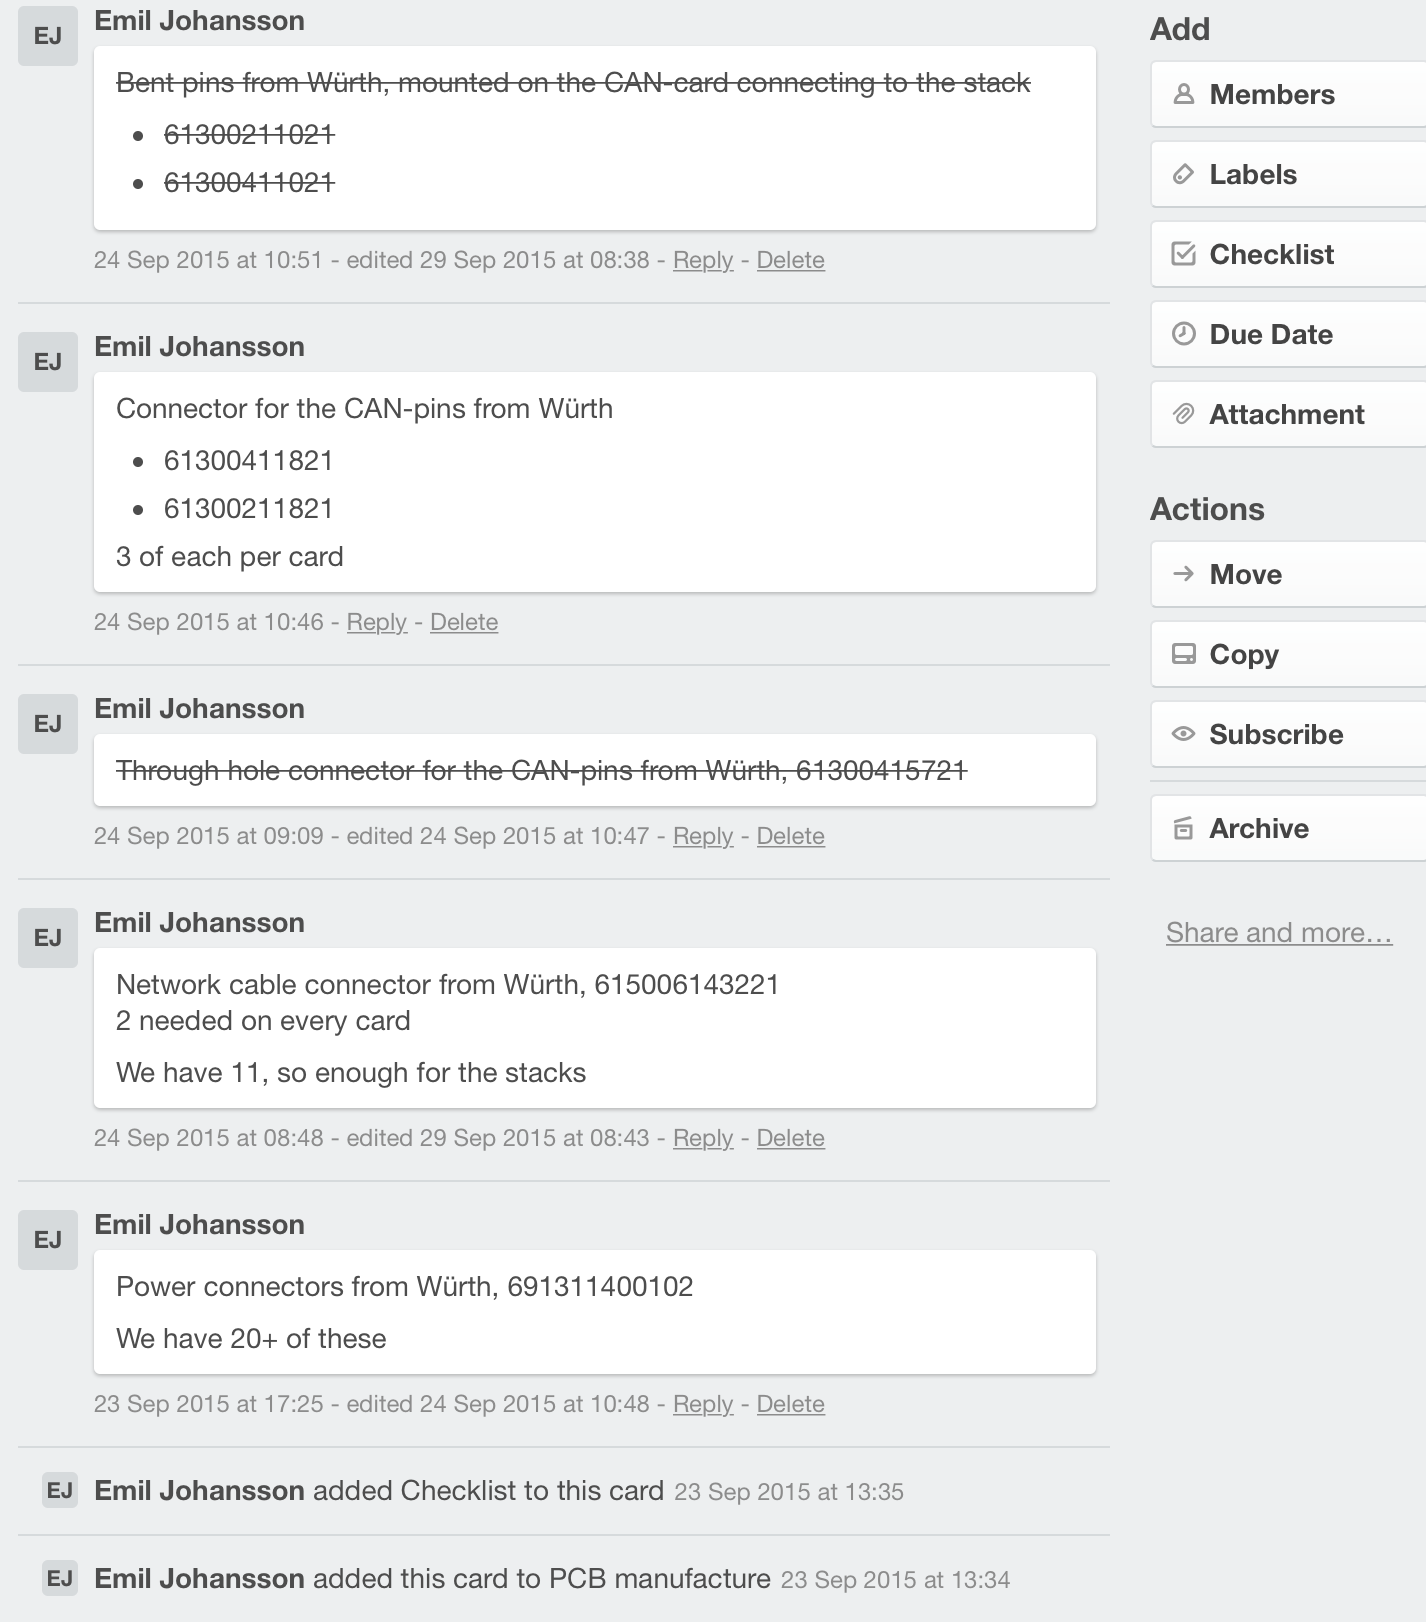 EJ
Emil Johansson
Bent pins from Würth, mounted on the CAN-card connecting to the stack
• 61300211021
• 61300411021
24 Sep 2015 at 10:51 - edited 29 Sep 2015 at 08:38 - Reply - Delete
EJ
Emil Johansson
Connector for the CAN-pins from Würth
• 61300411821
• 61300211821
3 of each per card
24 Sep 2015 at 10:46 - Reply - Delete
EJ
Emil Johansson
Through hole connector for the CAN-pins from Würth, 61300415721
24 Sep 2015 at 09:09 - edited 24 Sep 2015 at 10:47 - Reply - Delete
EJ
Emil Johansson
Network cable connector from Würth, 615006143221
2 needed on every card
We have 11, so enough for the stacks
24 Sep 2015 at 08:48 - edited 29 Sep 2015 at 08:43 - Reply - Delete
EJ
Emil Johansson
Power connectors from Würth, 691311400102
We have 20+ of these
23 Sep 2015 at 17:25 - edited 24 Sep 2015 at 10:48 - Reply - Delete
EJ Emil Johansson added Checklist to this card 23 Sep 2015 at 13:35
EJ Emil Johansson added this card to PCB manufacture 23 Sep 2015 at 13:34
Add
Members
Labels
Checklist
Due Date
Attachment
Actions
Move
Copy
Subscribe
Archive
Share and more...